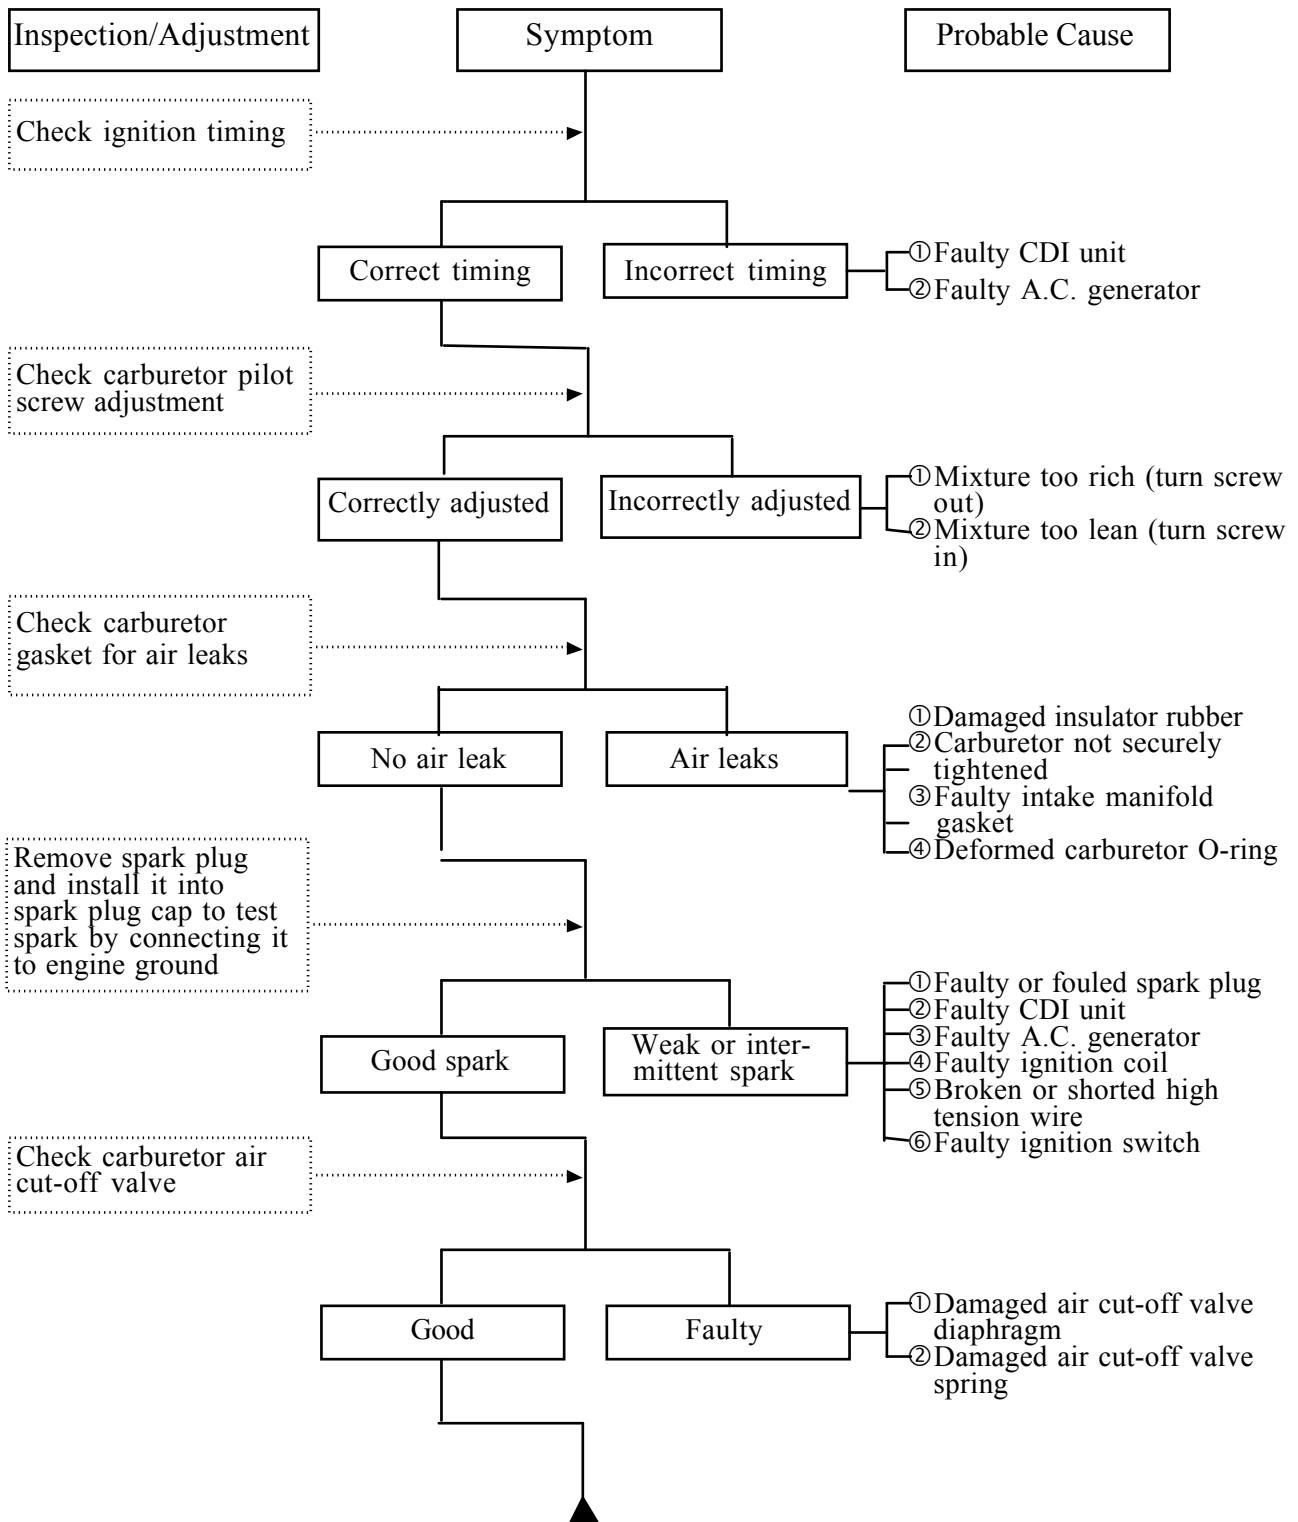 Inspection/Adjustment
Symptom
Probable Cause
Check ignition timing
Correct timing
Incorrect timing
①Faulty CDI unit
②Faulty A.C. generator
Check carburetor pilot
screw adjustment
Correctly adjusted
Incorrectly adjusted
①Mixture too rich (turn screw
out)
②Mixture too lean (turn screw
in)
Check carburetor
gasket for air leaks
No air leak
Air leaks
①Damaged insulator rubber
②Carburetor not securely
tightened
③Faulty intake manifold
gasket
④Deformed carburetor O-ring
Remove spark plug
and install it into
spark plug cap to test
spark by connecting it
to engine ground
Good spark
Weak or inter-
mittent spark
①Faulty or fouled spark plug
②Faulty CDI unit
③Faulty A.C. generator
④Faulty ignition coil
⑤Broken or shorted high
tension wire
⑥Faulty ignition switch
Check carburetor air
cut-off valve
Good
Faulty
①Damaged air cut-off valve
diaphragm
②Damaged air cut-off valve
spring